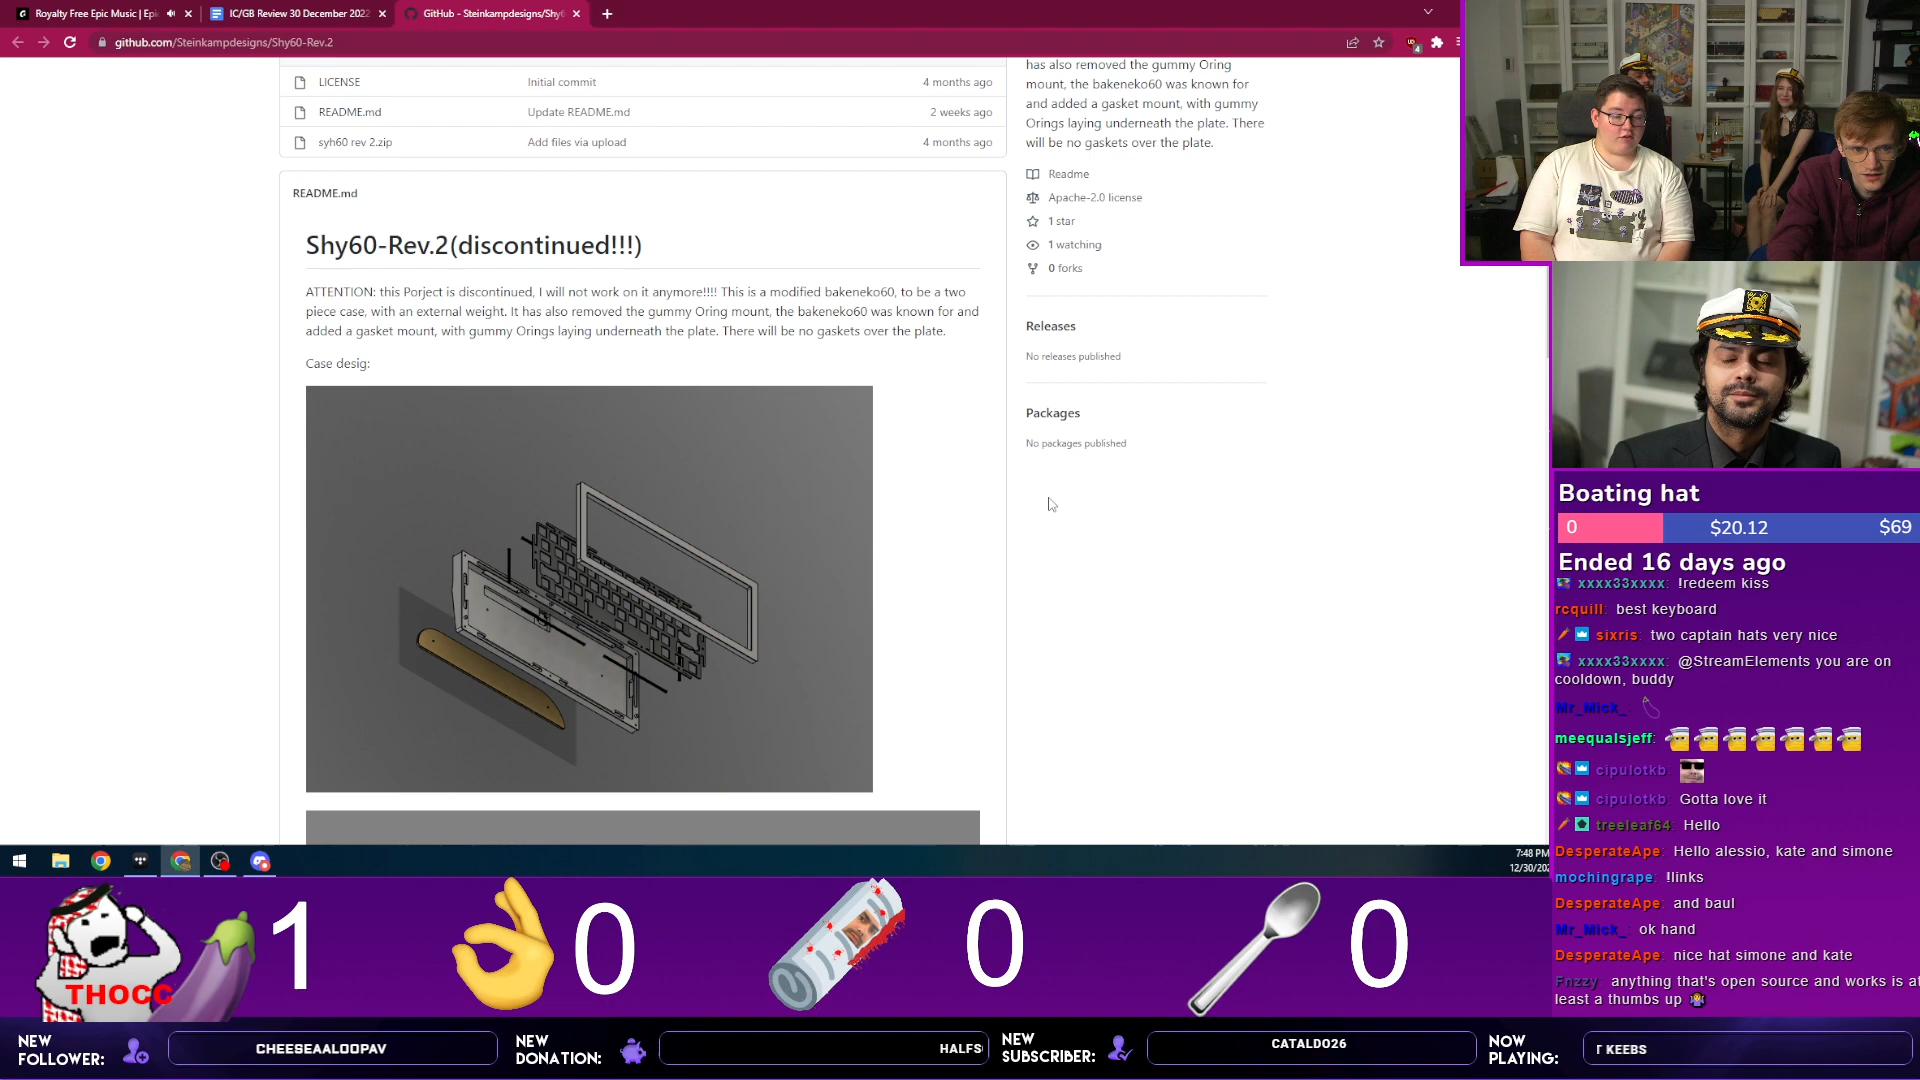 Royalty Free Epic Music | Epi
IC/GB Review 30 December 2022
GitHub - Steinkampdesigns/Shy6
github.com/Steinkampdesigns/Shy60-Rev.2
LICENSE Initial commit 4 months ago
README.md Update README.md 2 weeks ago
syh60 rev 2.zip Add files via upload 4 months ago
README.md
Shy60-Rev.2(discontinued!!!)
ATTENTION: this Porject is discontinued, I will not work on it anymore!!!! This is a modified bakeneko60, to be a two
piece case, with an external weight. It has also removed the gummy Oring mount, the bakeneko60 was known for and
added a gasket mount, with gummy Orings laying underneath the plate. There will be no gaskets over the plate.
Case desig:
has also removed the gummy Oring
mount, the bakeneko60 was known for
and added a gasket mount, with gummy
Orings laying underneath the plate. There
will be no gaskets over the plate.
Readme
Apache-2.0 license
1 star
1 watching
0 forks
Releases
No releases published
Packages
No packages published
7:48 PM
12/30/202
Boating hat
0 $20.12 $69
Ended 16 days ago
xxxx33xxxx: !redeem kiss
rcquill: best keyboard
sixris: two captain hats very nice
xxxx33xxxx: @StreamElements you are on
cooldown, buddy
Mr_Mick_:
meequalsjeff:
cipulotkb:
cipulotkb: Gotta love it
treeleaf64: Hello
DesperateApe: Hello alessio, kate and simone
mochingrape: !links
DesperateApe: and baul
Mr_Mick_: ok hand
DesperateApe: nice hat simone and kate
Fnzzy: anything that's open source and works is at
least a thumbs up
THOCC 1 0 0 0
NEW
FOLLOWER:
CHEESEAALOOPAV
NEW
DONATION:
HALFS
NEW
SUBSCRIBER:
CATALDO26
NOW
PLAYING:
T KEEBS